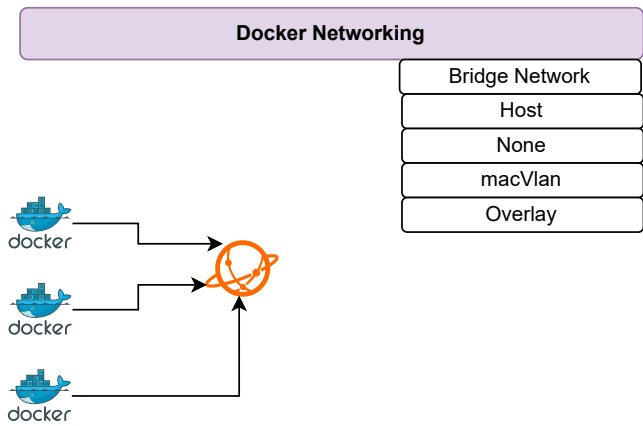 Docker Networking
Bridge Network
Host
None
macVlan
Overlay
docker
docker
docker